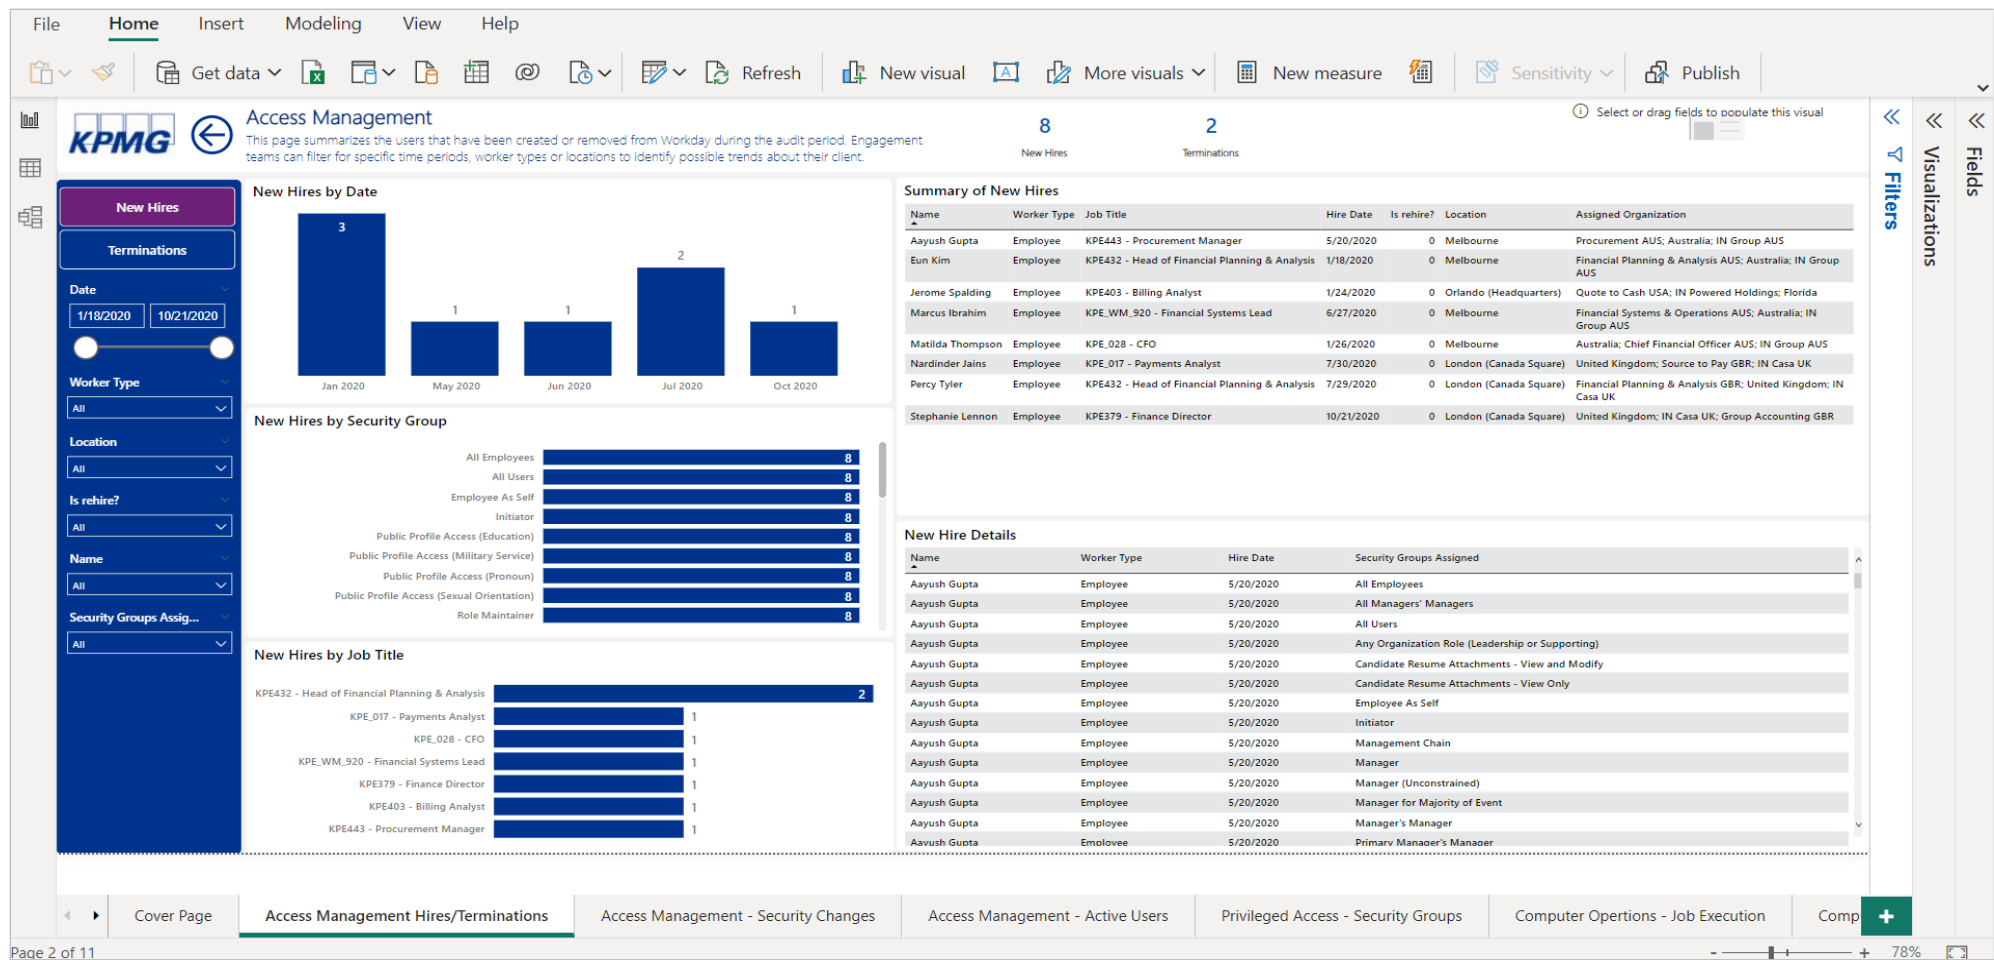 File Home Insert Modeling View Help
Get data Refresh New visual More visuals New measure Sensitivity Publish
KPMG
Access Management
This page summarizes the users that have been created or removed from Workday during the audit period. Engagement
teams can filter for specific time periods, worker types or locations to identify possible trends about their client.
8
New Hires
2
Terminations
Select or drag fields to populate this visual
Filters
Visualizations
Fields
New Hires
Terminations
Date
1/18/2020 10/21/2020
Worker Type
All
Location
All
Is rehire?
All
Name
All
Security Groups Assig...
All
New Hires by Date
3
1
1
2
1
Jan 2020 May 2020 Jun 2020 Jul 2020 Oct 2020
New Hires by Security Group
All Employees 8
All Users 8
Employee As Self 8
Initiator 8
Public Profile Access (Education) 8
Public Profile Access (Military Service) 8
Public Profile Access (Pronoun) 8
Public Profile Access (Sexual Orientation) 8
Role Maintainer 8
New Hires by Job Title
KPE432 - Head of Financial Planning & Analysis 2
KPE_017 - Payments Analyst 1
KPE_028 - CFO 1
KPE_WM_920 - Financial Systems Lead 1
KPE379 - Finance Director 1
KPE403 - Billing Analyst 1
KPE443 - Procurement Manager 1
Summary of New Hires
Name Worker Type Job Title Hire Date Is rehire? Location Assigned Organization
Aayush Gupta Employee KPE443 - Procurement Manager 5/20/2020 0 Melbourne Procurement AUS; Australia; IN Group AUS
Eun Kim Employee KPE432 - Head of Financial Planning & Analysis 1/18/2020 0 Melbourne Financial Planning & Analysis AUS; Australia; IN Group
AUS
Jerome Spalding Employee KPE403 - Billing Analyst 1/24/2020 0 Orlando (Headquarters) Quote to Cash USA; IN Powered Holdings; Florida
Marcus Ibrahim Employee KPE_WM_920 - Financial Systems Lead 6/27/2020 0 Melbourne Financial Systems & Operations AUS; Australia; IN
Group AUS
Matilda Thompson Employee KPE_028 - CFO 1/26/2020 0 Melbourne Australia; Chief Financial Officer AUS; IN Group AUS
Nardinder Jains Employee KPE_017 - Payments Analyst 7/30/2020 0 London (Canada Square) United Kingdom; Source to Pay GBR; IN Casa UK
Percy Tyler Employee KPE432 - Head of Financial Planning & Analysis 7/29/2020 0 London (Canada Square) Financial Planning & Analysis GBR; United Kingdom; IN
Casa UK
Stephanie Lennon Employee KPE379 - Finance Director 10/21/2020 0 London (Canada Square) United Kingdom; IN Casa UK; Group Accounting GBR
New Hire Details
Name Worker Type Hire Date Security Groups Assigned
Aayush Gupta Employee 5/20/2020 All Employees
Aayush Gupta Employee 5/20/2020 All Managers' Managers
Aayush Gupta Employee 5/20/2020 All Users
Aayush Gupta Employee 5/20/2020 Any Organization Role (Leadership or Supporting)
Aayush Gupta Employee 5/20/2020 Candidate Resume Attachments - View and Modify
Aayush Gupta Employee 5/20/2020 Candidate Resume Attachments - View Only
Aayush Gupta Employee 5/20/2020 Employee As Self
Aayush Gupta Employee 5/20/2020 Initiator
Aayush Gupta Employee 5/20/2020 Management Chain
Aayush Gupta Employee 5/20/2020 Manager
Aayush Gupta Employee 5/20/2020 Manager (Unconstrained)
Aayush Gupta Employee 5/20/2020 Manager for Majority of Event
Aayush Gupta Employee 5/20/2020 Manager's Manager
Aayush Gupta Employee 5/20/2020 Primary Manager's Manager
Cover Page Access Management Hires/Terminations Access Management - Security Changes Access Management - Active Users Privileged Access - Security Groups Computer Opertions - Job Execution Comp
Page 2 of 11
- + 78%